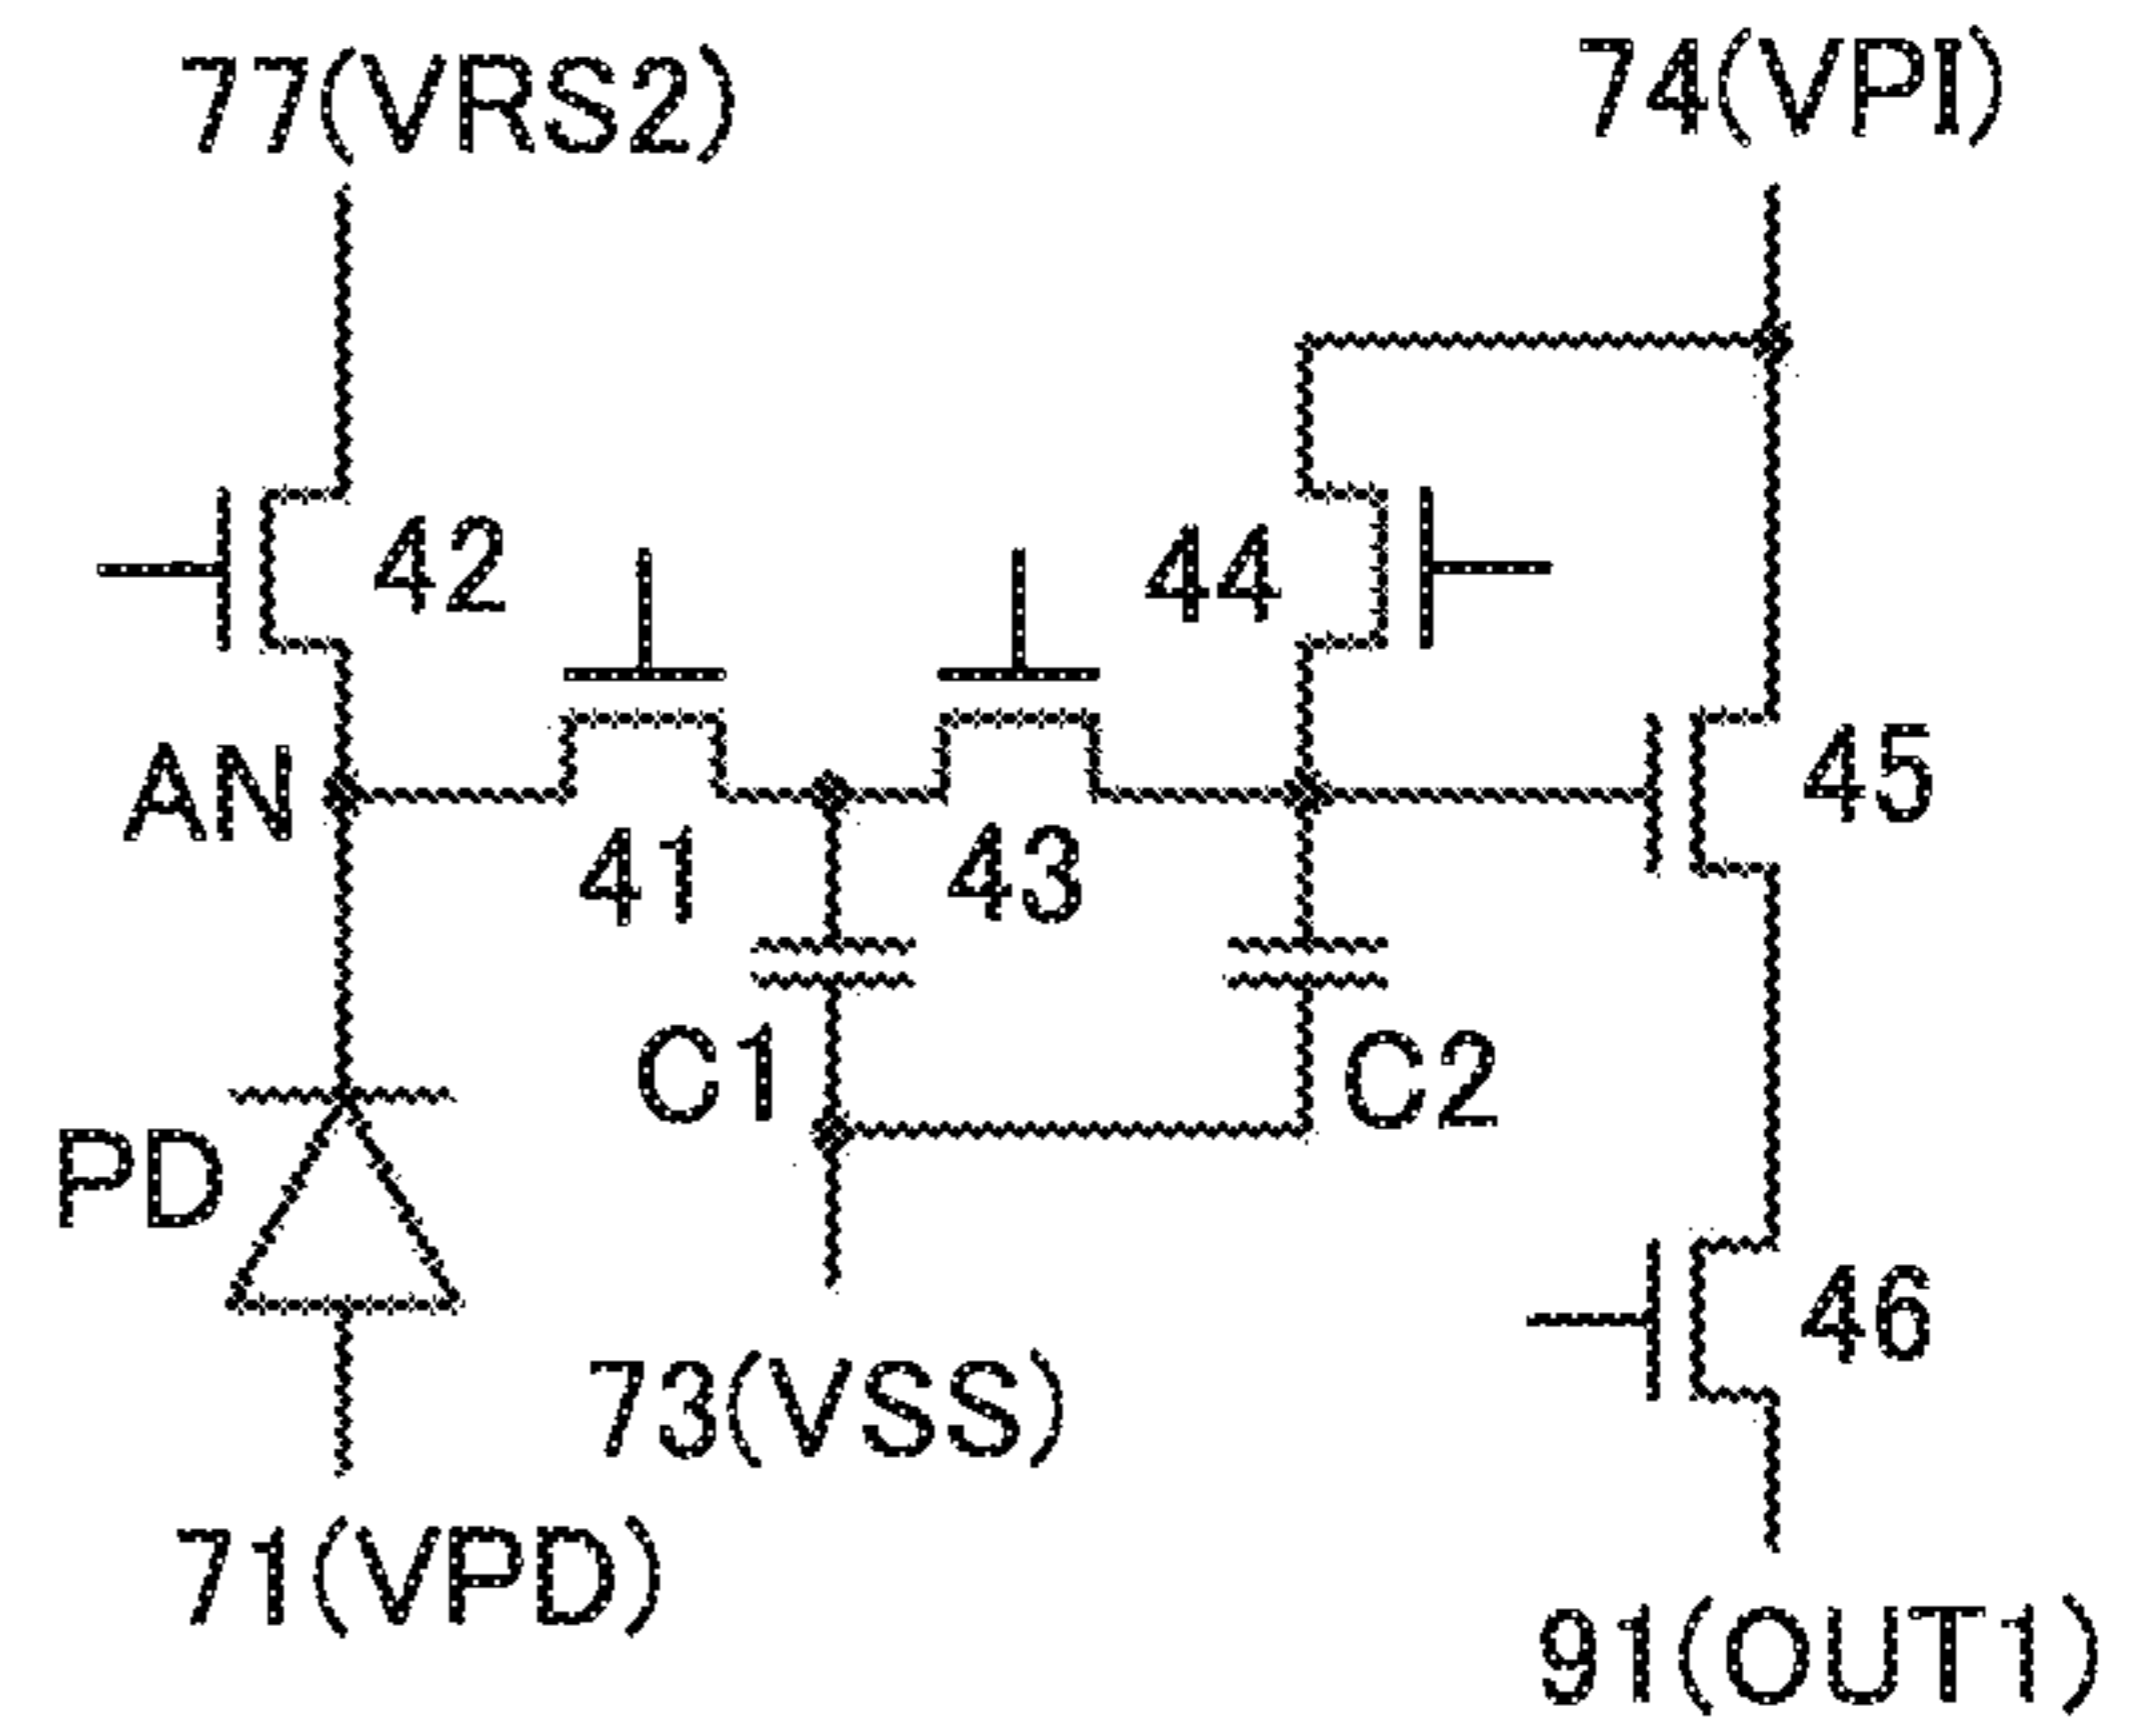 77(VRS2)
74(VPI)
42
44
AN
45
41
43
C1
C2
PD
46
73(VSS)
71(VPD)
91(OUT1)